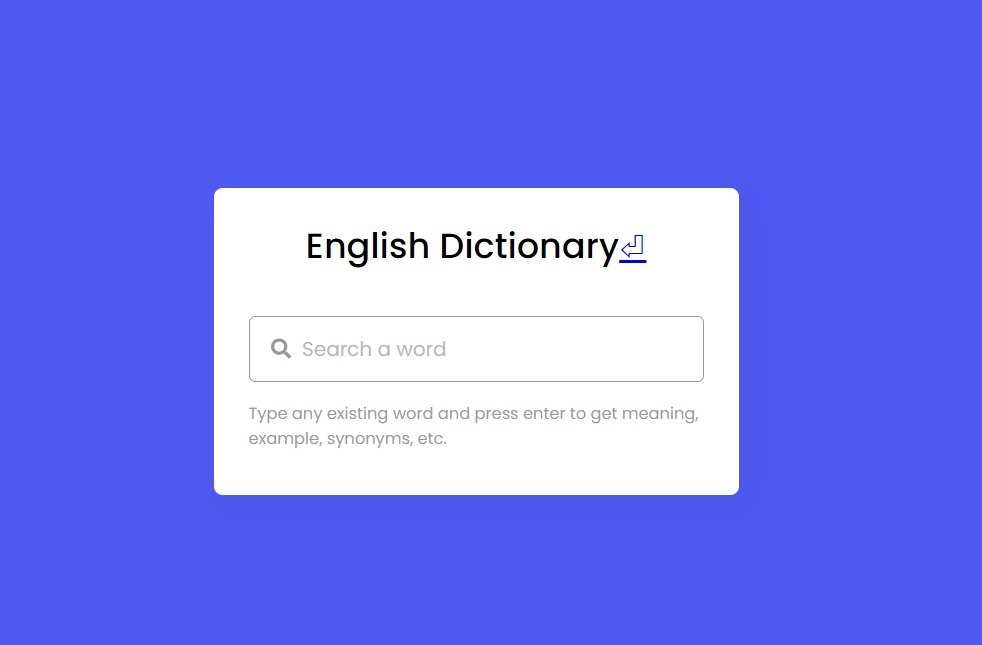 English Dictionary⏎
Search a word
Type any existing word and press enter to get meaning,
example, synonyms, etc.